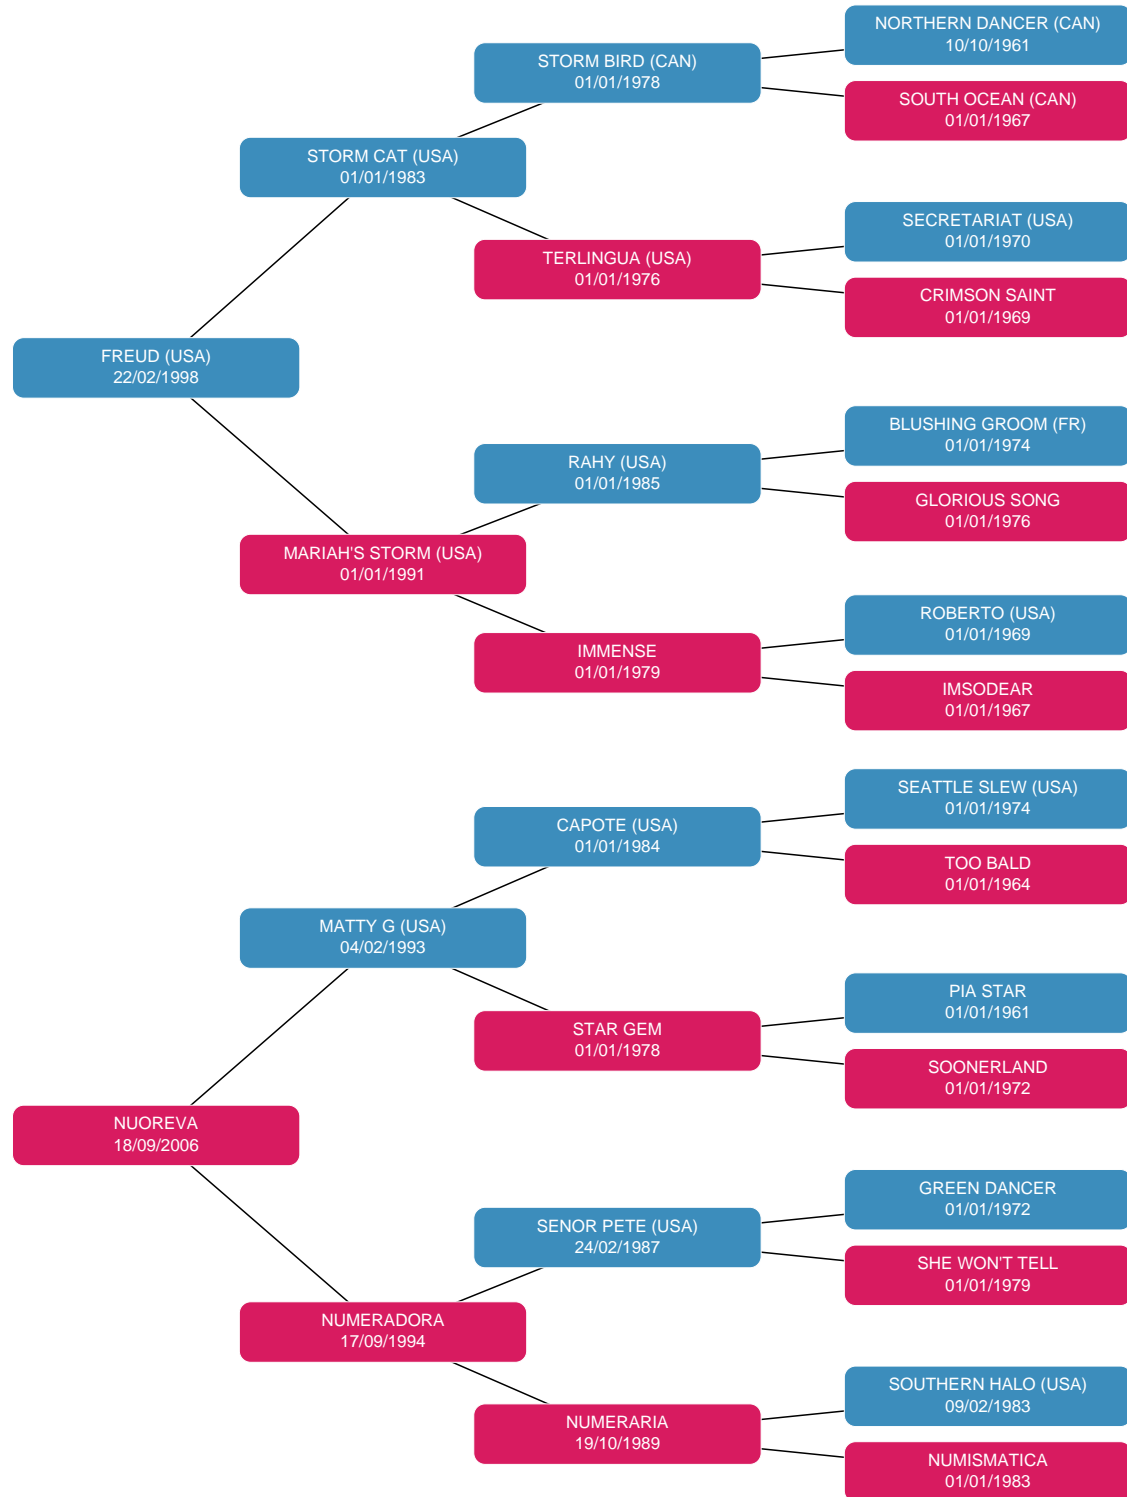 NORTHERN DANCER (CAN)
10/10/1961
STORM BIRD (CAN)
01/01/1978
SOUTH OCEAN (CAN)
01/01/1967
STORM CAT (USA)
01/01/1983
SECRETARIAT (USA)
01/01/1970
TERLINGUA (USA)
01/01/1976
CRIMSON SAINT
01/01/1969
FREUD (USA)
22/02/1998
BLUSHING GROOM (FR)
01/01/1974
RAHY (USA)
01/01/1985
GLORIOUS SONG
01/01/1976
MARIAH'S STORM (USA)
01/01/1991
ROBERTO (USA)
01/01/1969
IMMENSE
01/01/1979
IMSODEAR
01/01/1967
SEATTLE SLEW (USA)
01/01/1974
CAPOTE (USA)
01/01/1984
TOO BALD
01/01/1964
MATTY G (USA)
04/02/1993
PIA STAR
01/01/1961
STAR GEM
01/01/1978
SOONERLAND
01/01/1972
NUOREVA
18/09/2006
GREEN DANCER
01/01/1972
SENOR PETE (USA)
24/02/1987
SHE WON'T TELL
01/01/1979
NUMERADORA
17/09/1994
SOUTHERN HALO (USA)
09/02/1983
NUMERARIA
19/10/1989
NUMISMATICA
01/01/1983